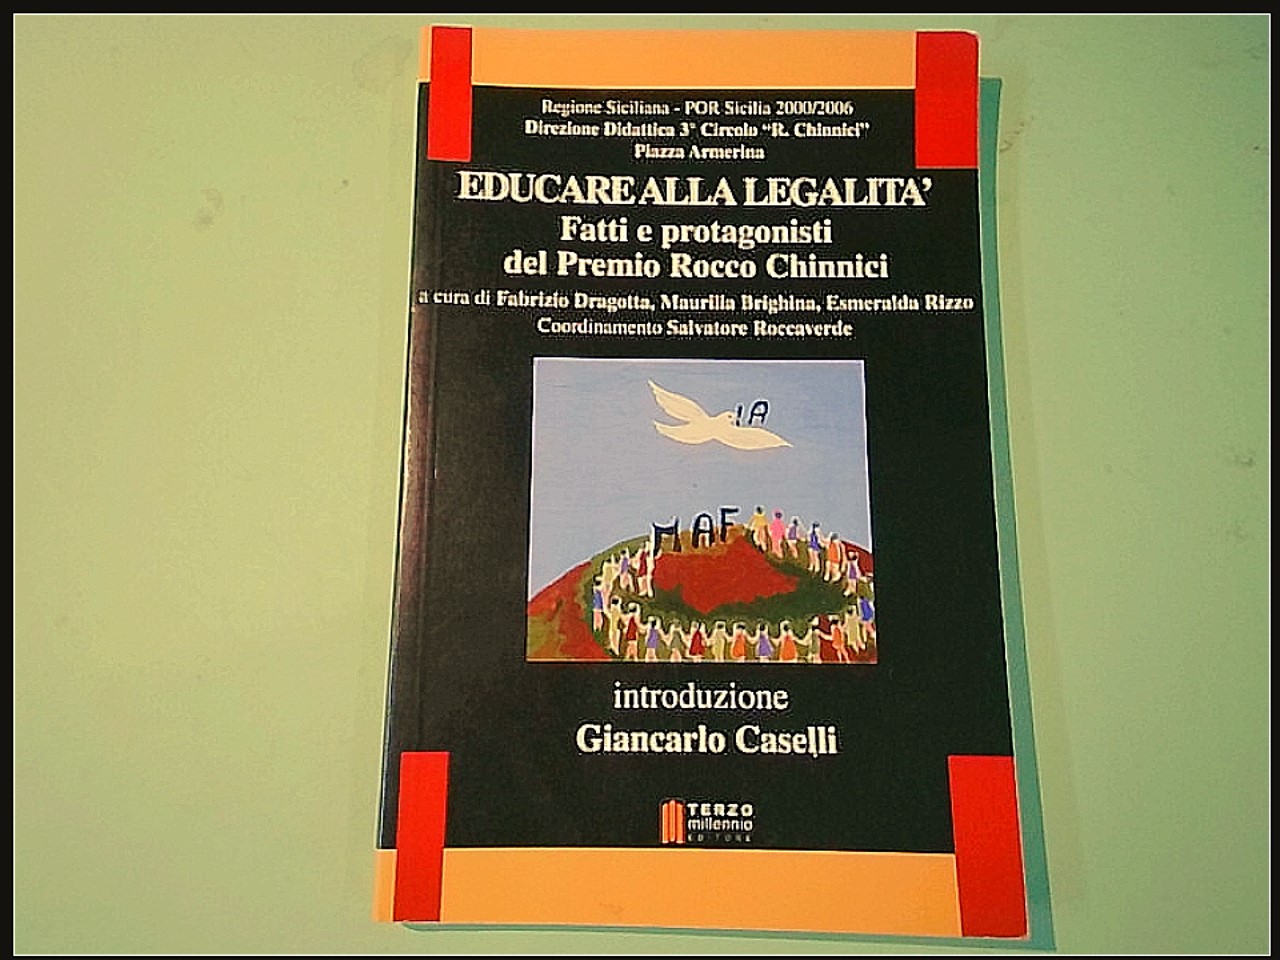 Regione Siciliana - POR Sicilia 2000/2006
Direzione Didattica 3° Circolo “R. Chinnici”
Piazza Armerina
EDUCARE ALLA LEGALITA’
Fatti e protagonisti
del Premio Rocco Chinnici
a cura di Fabrizio Dragotta, Maurilia Brighina, Esmeralda Rizzo
Coordinamento Salvatore Roccaverde
IA
MAF
introduzione
Giancarlo Caselli
TERZO
millennio
EDITORE